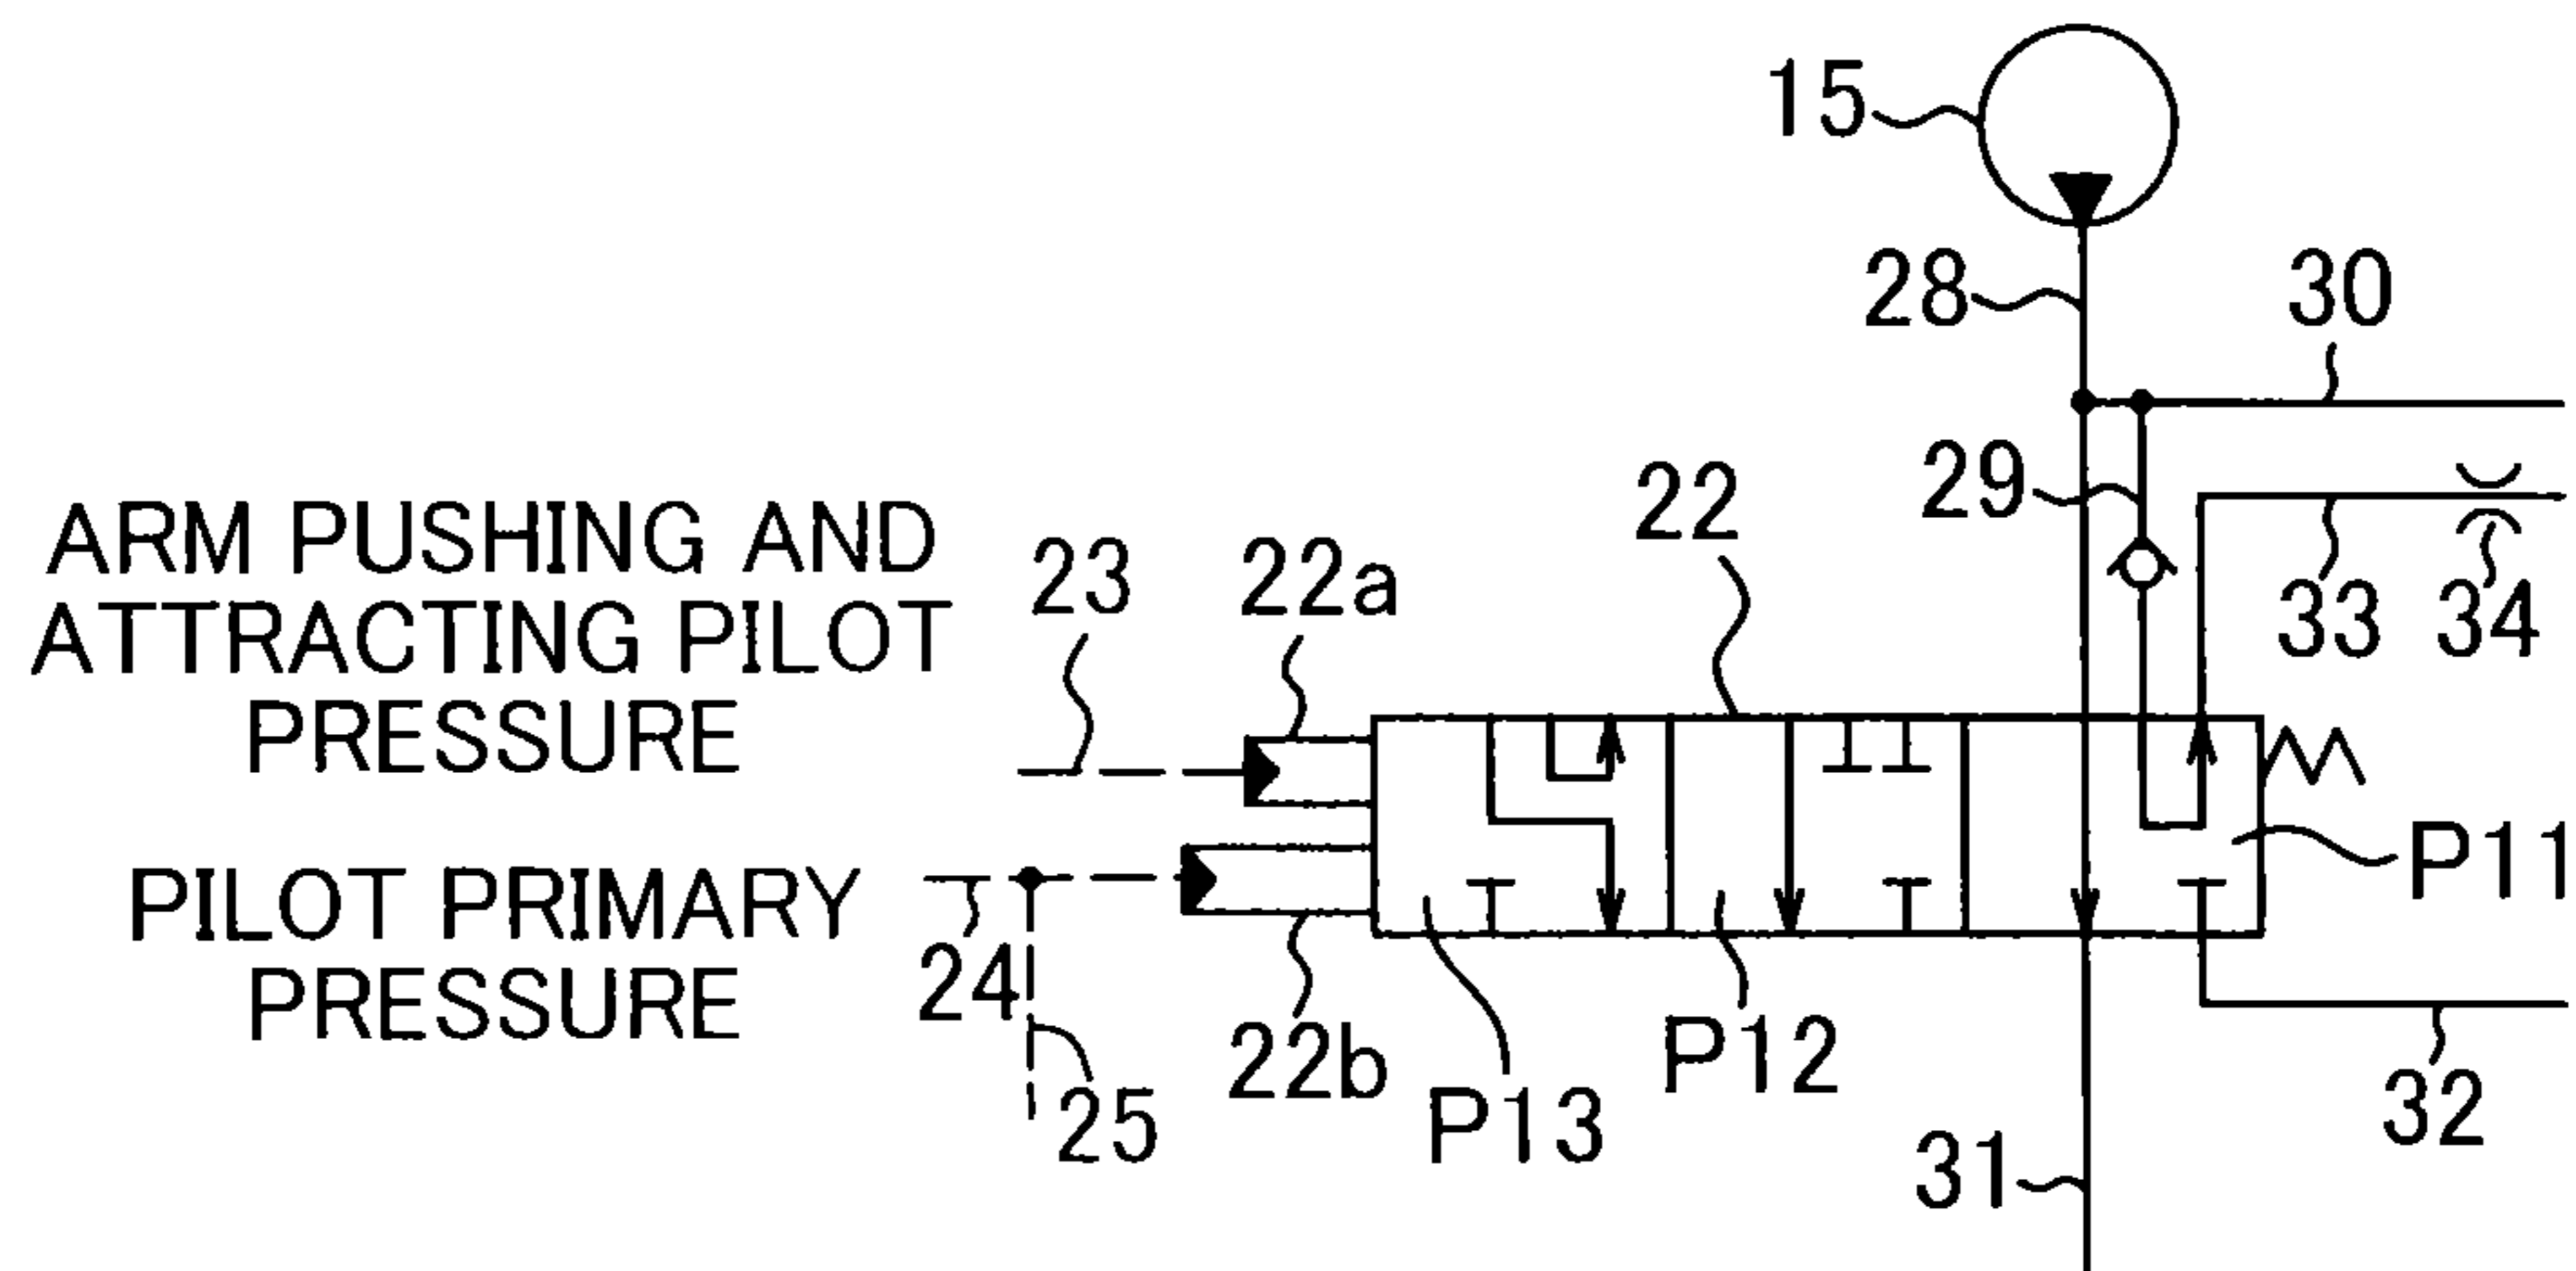 15
28
30
29
22
33
34
ARM PUSHING AND
ATTRACTING PILOT
PRESSURE
23
22a
PILOT PRIMARY
PRESSURE
24
25
22b
P13
P12
P11
32
31